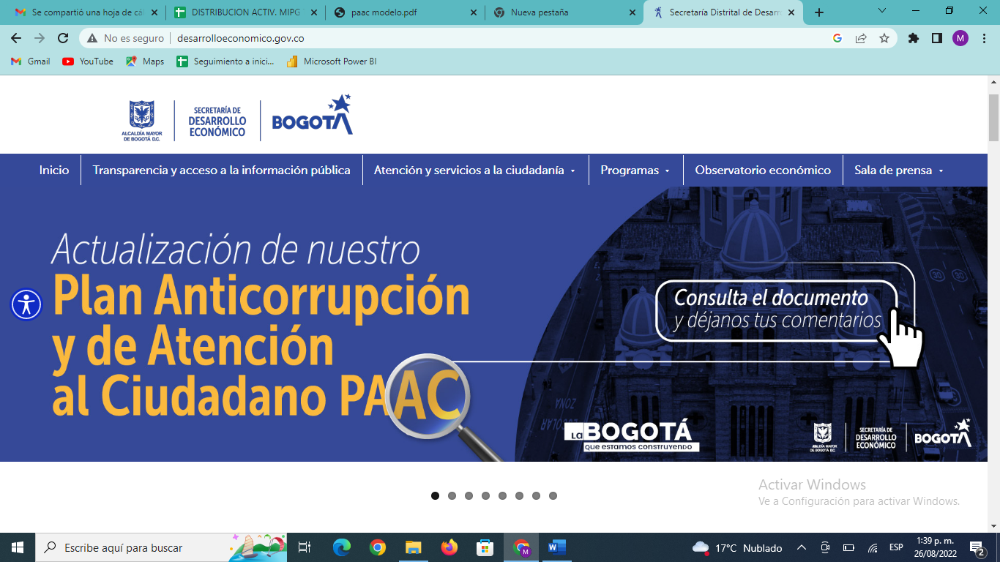 Se compartió una hoja de cál
DISTRIBUCION ACTIV. MIPG
paac modelo.pdf
Nueva pestaña
Secretaría Distrital de Desarr
No es seguro
desarrolloeconomico.gov.co
M
Gmail
YouTube
Maps
Seguimiento a inici...
Microsoft Power BI
ALCALDÍA MAYOR
DE BOGOTÁ D.C.
SECRETARÍA DE
DESARROLLO
ECONÓMICO
BOGOTÁ
Inicio
Transparencia y acceso a la información pública
Atención y servicios a la ciudadanía
Programas
Observatorio económico
Sala de prensa
Actualización de nuestro
Plan Anticorrupción
y de Atención
al Ciudadano PAAC
Consulta el documento
y déjanos tus comentarios
30
30
ZONA
ESCOLAR
LA BOGOTÁ
QUE ESTAMOS CONSTRUYENDO
ALCALDÍA MAYOR
DE BOGOTÁ D.C.
SECRETARÍA DE
DESARROLLO
ECONÓMICO
BOGOTÁ
Activar Windows
Ve a Configuración para activar Windows.
Escribe aquí para buscar
M
W
17°C Nublado
ESP
1:39 p. m.
26/08/2022
2